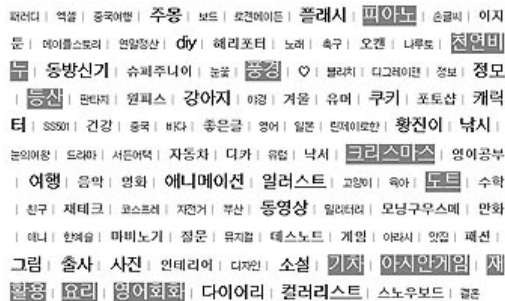 패러디 | 엑셀 | 중국여행 | 주몽 | 보드 | 로건메이든 | 플래시 | 피아노 | 손글씨 | 이지
툰 | 메이플스토리 | 연말정산 | diy | 해리포터 | 노래 | 축구 | 오캔 | 나루토 | 천연비
누 | 동방신기 | 슈퍼주니어 | 눈꽃 | 풍경 | ♡ | 블리치 | 디그레이맨 | 정보 | 정모
| 등산 | 판타지 | 원피스 | 강아지 | 야경 | 겨울 | 유머 | 쿠키 | 포토샵 | 캐릭
터 | SS501 | 건강 | 중국 | 바다 | 좋은글 | 영어 | 일본 | 린제이로한 | 황진이 | 낚시 |
눈의여왕 | 드라마 | 서든어택 | 자동차 | 디카 | 유럽 | 낙서 | 크리스마스 | 영어공부
| 여행 | 음악 | 영화 | 애니메이션 | 일러스트 | 고양이 | 육아 | 도트 | 수학
| 친구 | 재테크 | 코스프레 | 자전거 | 부산 | 동영상 | 밀리터리 | 모닝구무스메 | 만화
| 애니 | 한예슬 | 마비노기 | 질문 | 뮤지컬 | 데스노트 | 게임 | 아라시 | 맛집 | 패션 |
그림 | 출사 | 사진 | 인테리어 | 디자인 | 소설 | 기차 | 아시안게임 | 재
활용 | 요리 | 영어회화 | 다이어리 | 컬러리스트 | 스노우보드 | 결혼